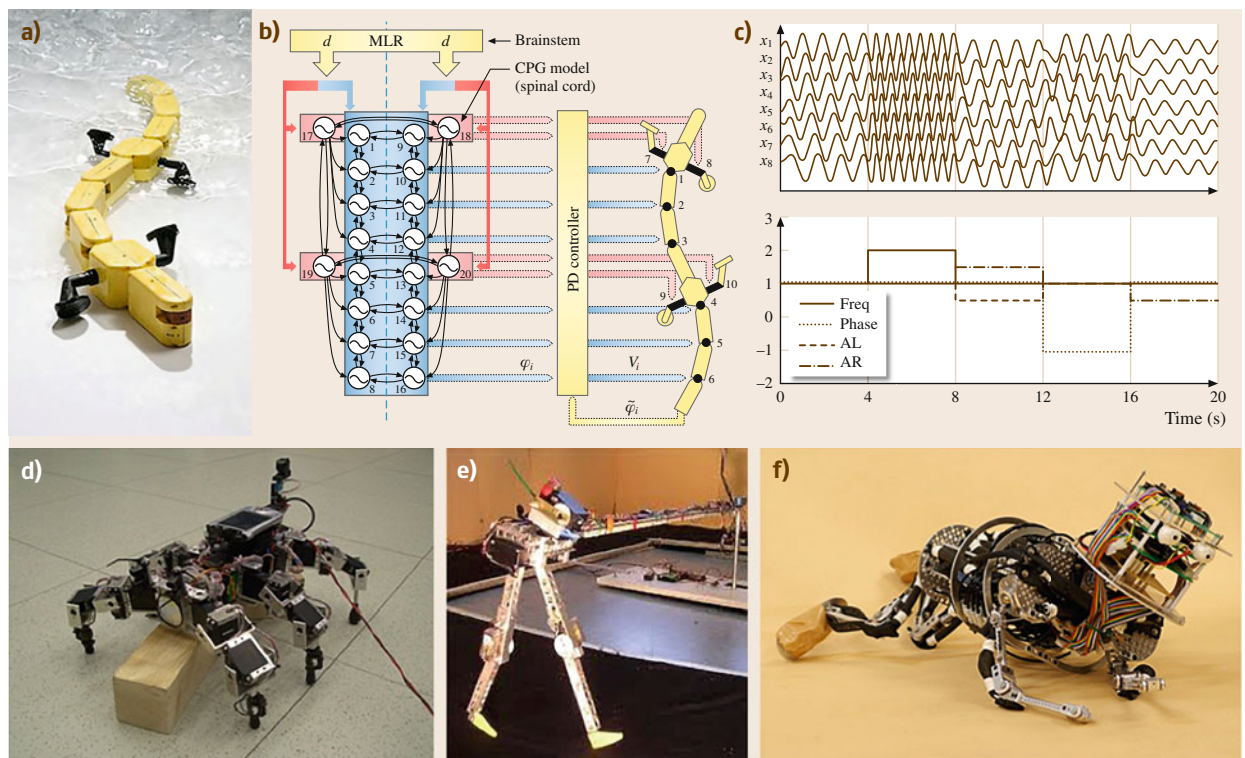 a)
b)
d MLR d
Brainstem
CPG model
(spinal cord)
17
18
1
9
2
10
3
11
4
12
19
20
5
13
6
14
7
15
8
16
PD controller
φi
Vi
φ̃i
7
8
1
2
3
9
10
4
5
6
c)
x1
x2
x3
x4
x5
x6
x7
x8
3
2
1
0
−1
−2
Freq
Phase
AL
AR
0 4 8 12 16 20
Time (s)
d)
e)
f)